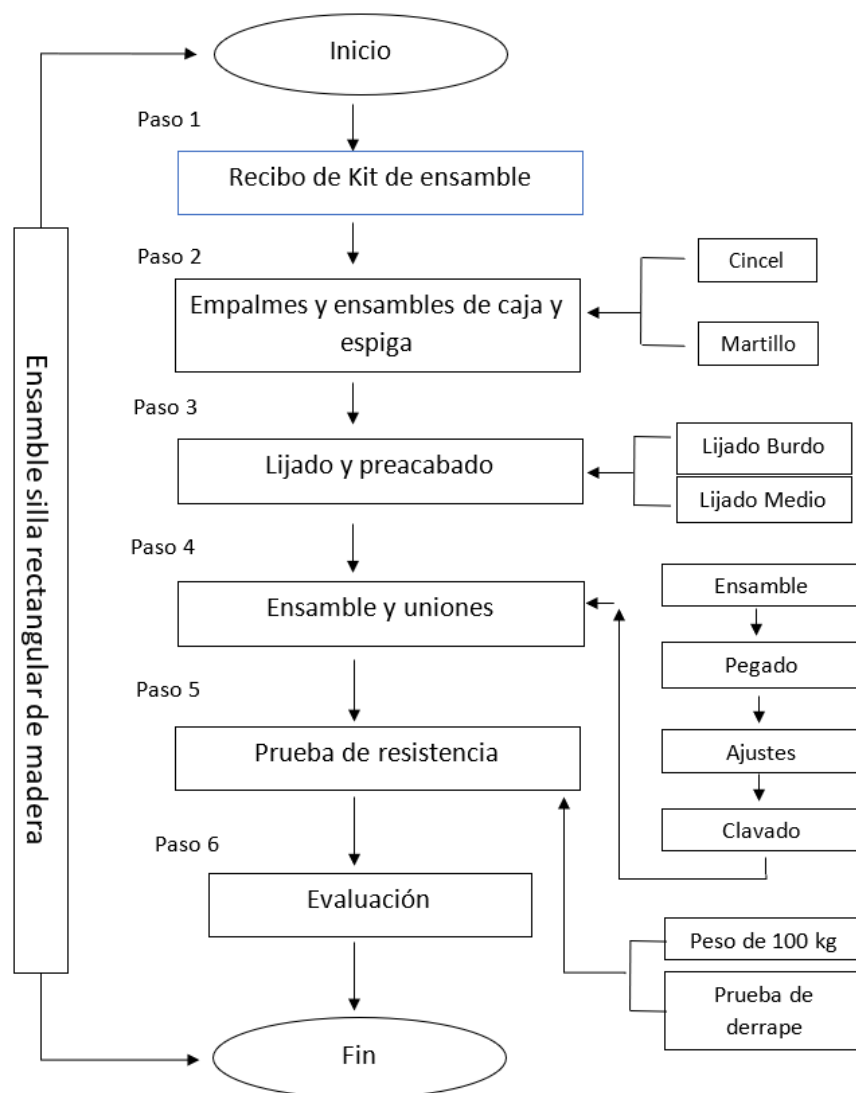 Inicio
Paso 1
Recibo de Kit de ensamble
Paso 2
Empalmes y ensambles de caja y
espiga
Cincel
Martillo
Paso 3
Lijado y preacabado
Lijado Burdo
Lijado Medio
Paso 4
Ensamble y uniones
Ensamble
Pegado
Ajustes
Clavado
Paso 5
Prueba de resistencia
Peso de 100 kg
Prueba de
derrape
Paso 6
Evaluación
Fin
Ensamble silla rectangular de madera